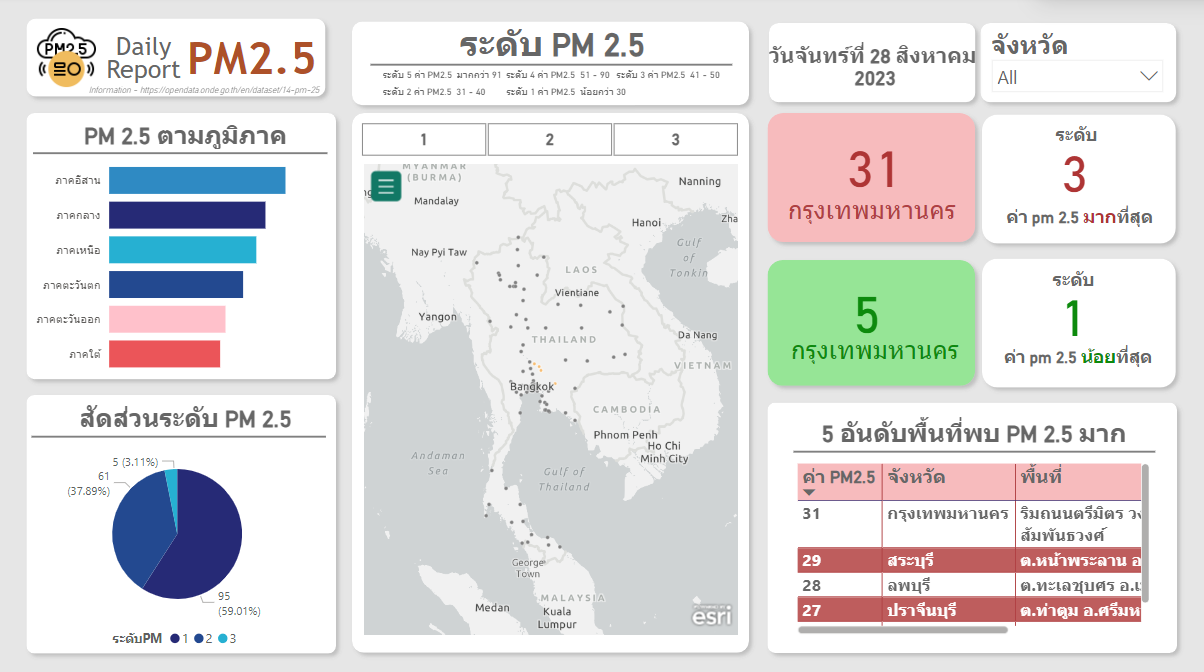 PM2.5
Daily
Report
PM2.5
Information - https://opendata.onde.go.th/en/dataset/14-pm-25
ระดับ PM 2.5
ระดับ 5 ค่า PM2.5 มากกว่า 91 ระดับ 4 ค่า PM2.5 51 - 90 ระดับ 3 ค่า PM2.5 41 - 50
ระดับ 2 ค่า PM2.5 31 - 40 ระดับ 1 ค่า PM2.5 น้อยกว่า 30
วันจันทร์ที่ 28 สิงหาคม
2023
จังหวัด
All
PM 2.5 ตามภูมิภาค
ภาคอิสาน
ภาคกลาง
ภาคเหนือ
ภาคตะวันตก
ภาคตะวันออก
ภาคใต้
สัดส่วนระดับ PM 2.5
5 (3.11%)
61
(37.89%)
95
(59.01%)
ระดับPM 1 2 3
1 2 3
MYANMAR
(BURMA)
Mandalay
Nanning
Hanoi
Zha
Nay Pyi Taw
Gulf
of
Tonkin
LAOS
Vientiane
Yangon
THAILAND
Da Nang
VIETNAM
Bangkok
CAMBODIA
Phnom Penh
Ho Chi
Minh City
Andaman
Sea
Gulf of
Thailand
George
Town
MALAYSIA
Medan
Kuala
Lumpur
esri
31
กรุงเทพมหานคร
ระดับ
3
ค่า pm 2.5 มากที่สุด
5
กรุงเทพมหานคร
ระดับ
1
ค่า pm 2.5 น้อยที่สุด
5 อันดับพื้นที่พบ PM 2.5 มาก
ค่า PM2.5 จังหวัด พื้นที่
31 กรุงเทพมหานคร ริมถนนตรีมิตร วง
สัมพันธวงศ์
29 สระบุรี ต.หน้าพระลาน อ
28 ลพบุรี ต.ทะเลชุบศร อ.เ
27 ปราจีนบุรี ต.ท่าตูม อ.ศรีมห